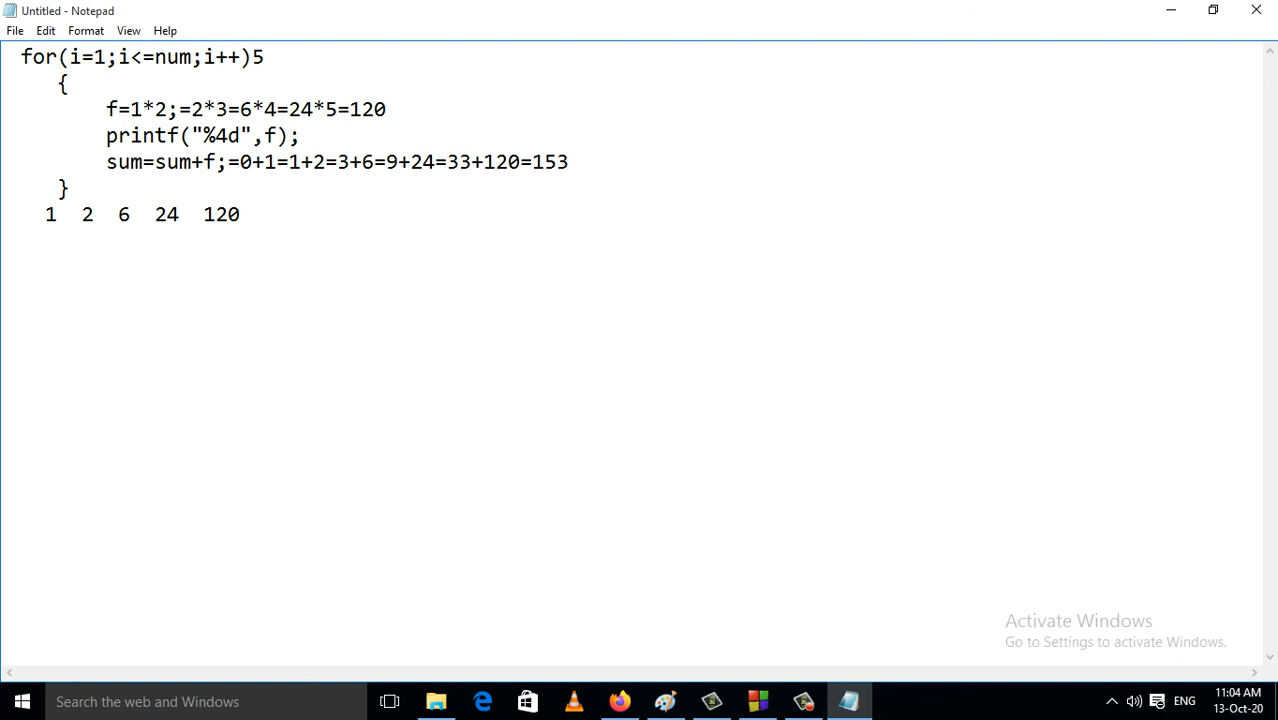 Untitled - Notepad
File Edit Format View Help
for(i=1;i<=num;i++)5
{
f=1*2;=2*3=6*4=24*5=120
printf("%4d",f);
sum=sum+f;=0+1=1+2=3+6=9+24=33+120=153
}
1 2 6 24 120
Activate Windows
Go to Settings to activate Windows.
Search the web and Windows
ENG
11:04 AM
13-Oct-20